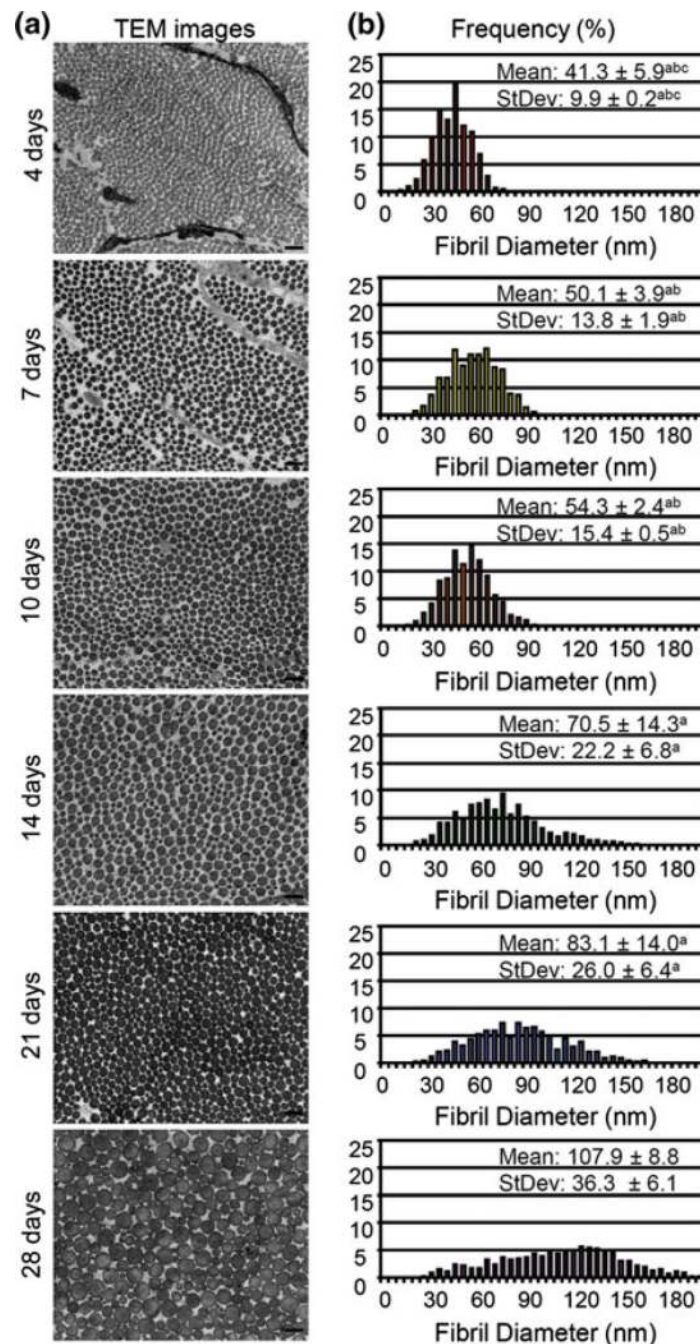 (a) TEM images
(b) Frequency (%)
4 days
25
20
15
10
5
0
Mean: 41.3 ± 5.9ᵃᵇᶜ
StDev: 9.9 ± 0.2ᵃᵇᶜ
0 30 60 90 120 150 180
Fibril Diameter (nm)
7 days
25
20
15
10
5
0
Mean: 50.1 ± 3.9ᵃᵇ
StDev: 13.8 ± 1.9ᵃᵇ
0 30 60 90 120 150 180
Fibril Diameter (nm)
10 days
25
20
15
10
5
0
Mean: 54.3 ± 2.4ᵃᵇ
StDev: 15.4 ± 0.5ᵃᵇ
0 30 60 90 120 150 180
Fibril Diameter (nm)
14 days
25
20
15
10
5
0
Mean: 70.5 ± 14.3ᵃ
StDev: 22.2 ± 6.8ᵃ
0 30 60 90 120 150 180
Fibril Diameter (nm)
21 days
25
20
15
10
5
0
Mean: 83.1 ± 14.0ᵃ
StDev: 26.0 ± 6.4ᵃ
0 30 60 90 120 150 180
Fibril Diameter (nm)
28 days
25
20
15
10
5
0
Mean: 107.9 ± 8.8
StDev: 36.3 ± 6.1
0 30 60 90 120 150 180
Fibril Diameter (nm)